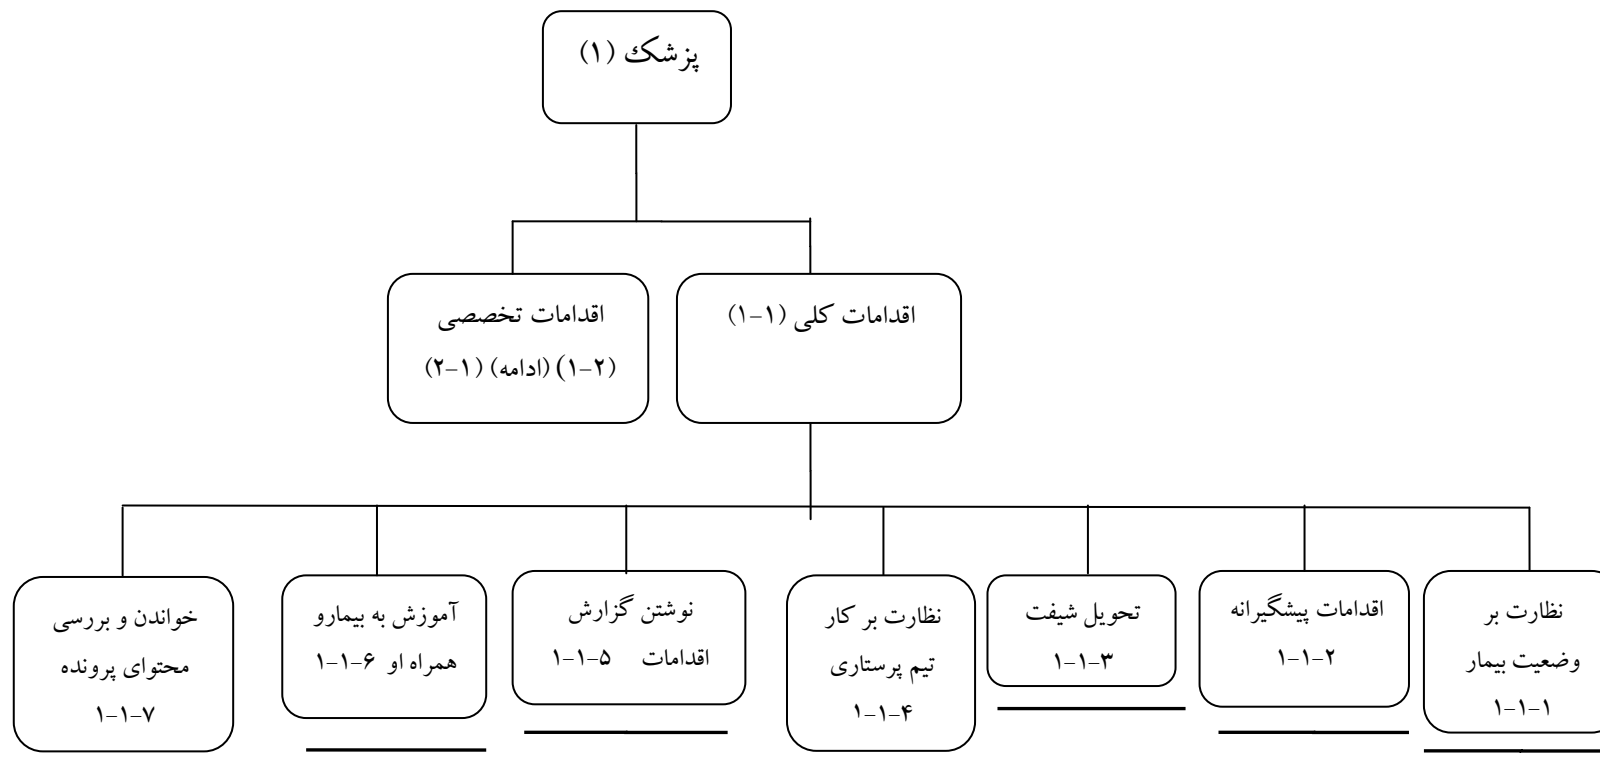 پزشک (۱)
اقدامات کلی (۱-۱)
اقدامات تخصصی
(۱-۲) (ادامه) (۲-۱)
نظارت بر
وضعیت بیمار
۱-۱-۱
اقدامات پیشگیرانه
۱-۱-۲
تحویل شیفت
۱-۱-۳
نظارت بر کار
تیم پرستاری
۱-۱-۴
نوشتن گزارش
اقدامات ۱-۱-۵
آموزش به بیمارو
همراه او ۱-۱-۶
خواندن و بررسی
محتوای پرونده
۱-۱-۷